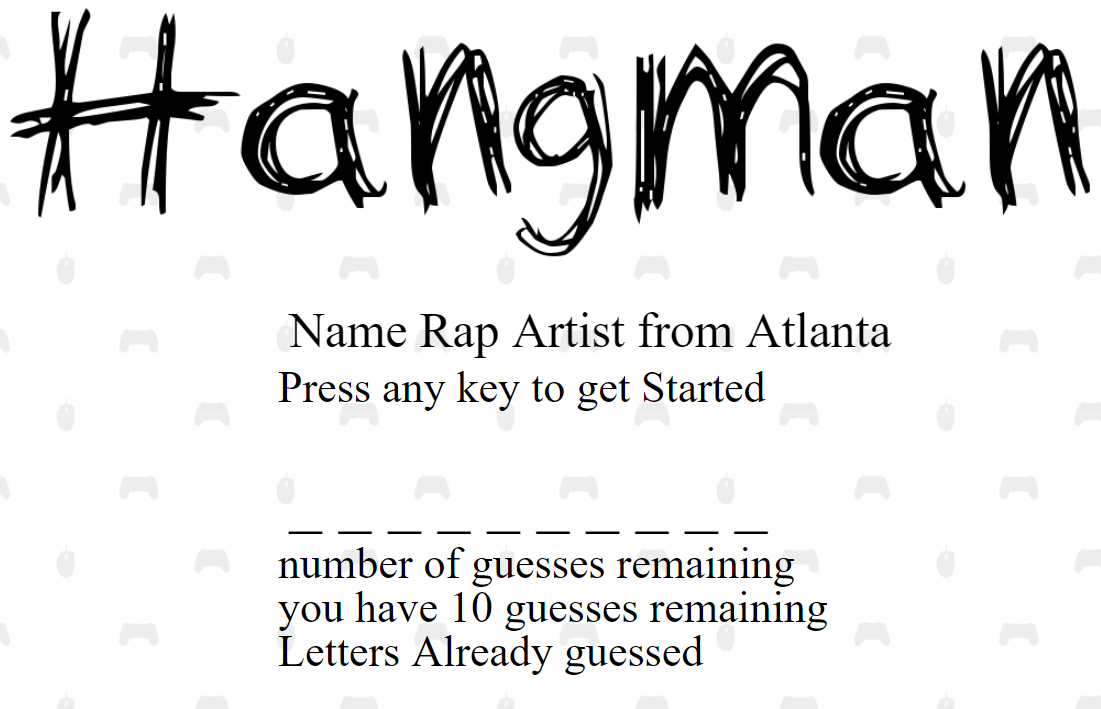 Hangman
Name Rap Artist from Atlanta
Press any key to get Started
_ _ _ _ _ _ _ _ _ _
number of guesses remaining
you have 10 guesses remaining
Letters Already guessed